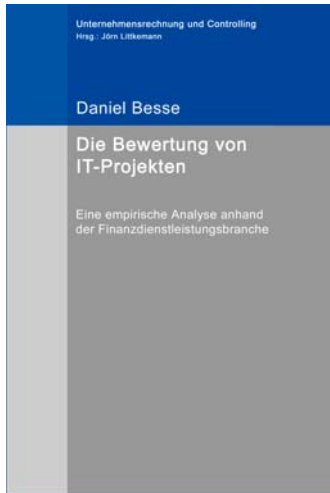 Unternehmensrechnung und Controlling
Hrsg.: Jörn Littkemann
Daniel Besse
Die Bewertung von
IT-Projekten
Eine empirische Analyse anhand
der Finanzdienstleistungsbranche